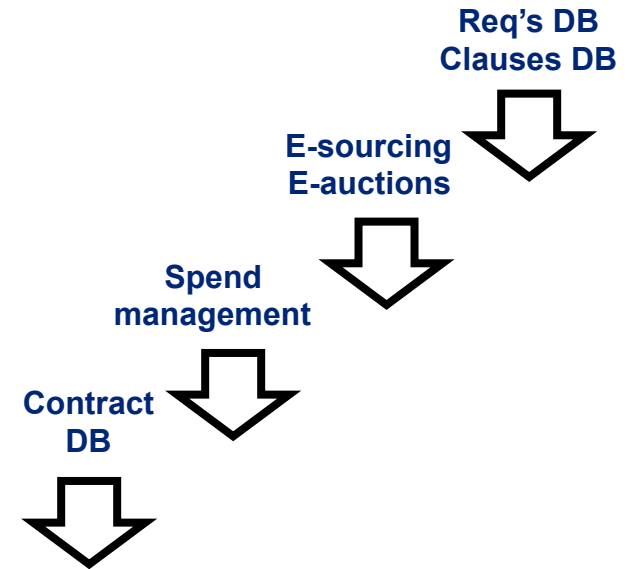 Req’s DB
Clauses DB
E-sourcing
E-auctions
Spend
management
Contract
DB